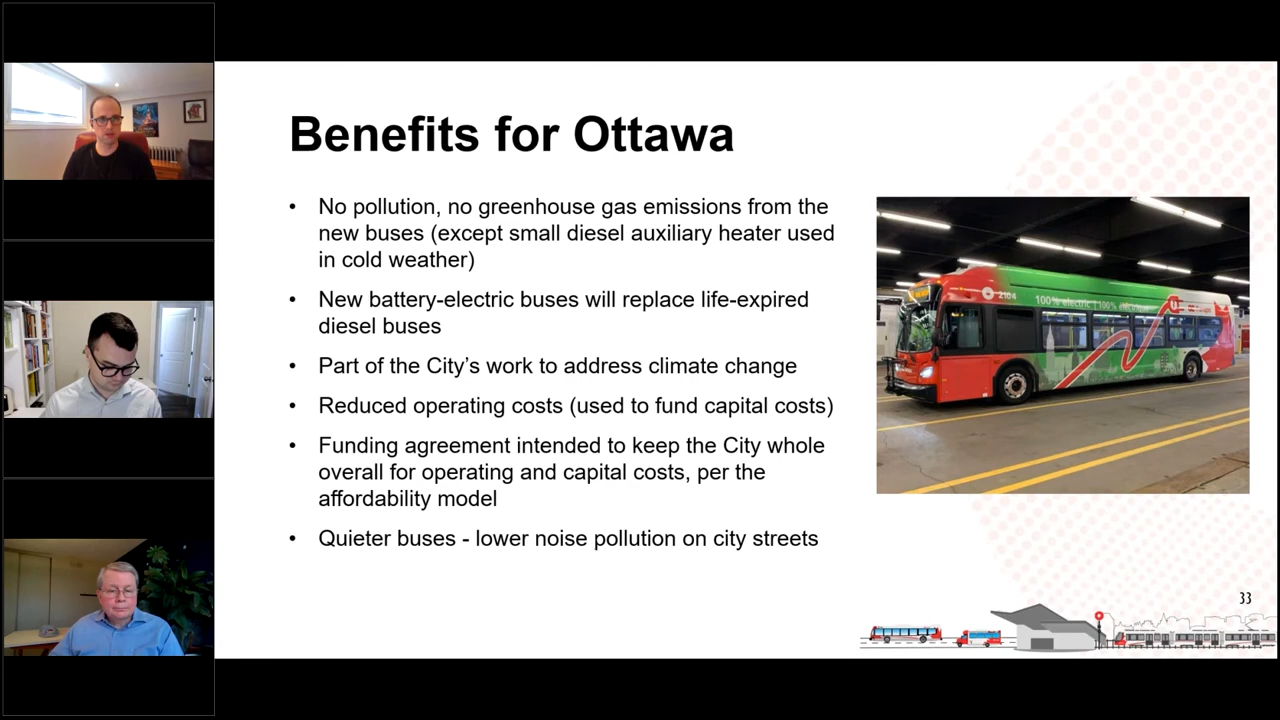 Benefits for Ottawa
• No pollution, no greenhouse gas emissions from the
new buses (except small diesel auxiliary heater used
in cold weather)
• New battery-electric buses will replace life-expired
diesel buses
• Part of the City’s work to address climate change
• Reduced operating costs (used to fund capital costs)
• Funding agreement intended to keep the City whole
overall for operating and capital costs, per the
affordability model
• Quieter buses - lower noise pollution on city streets
2104
100% electric | 100%
33